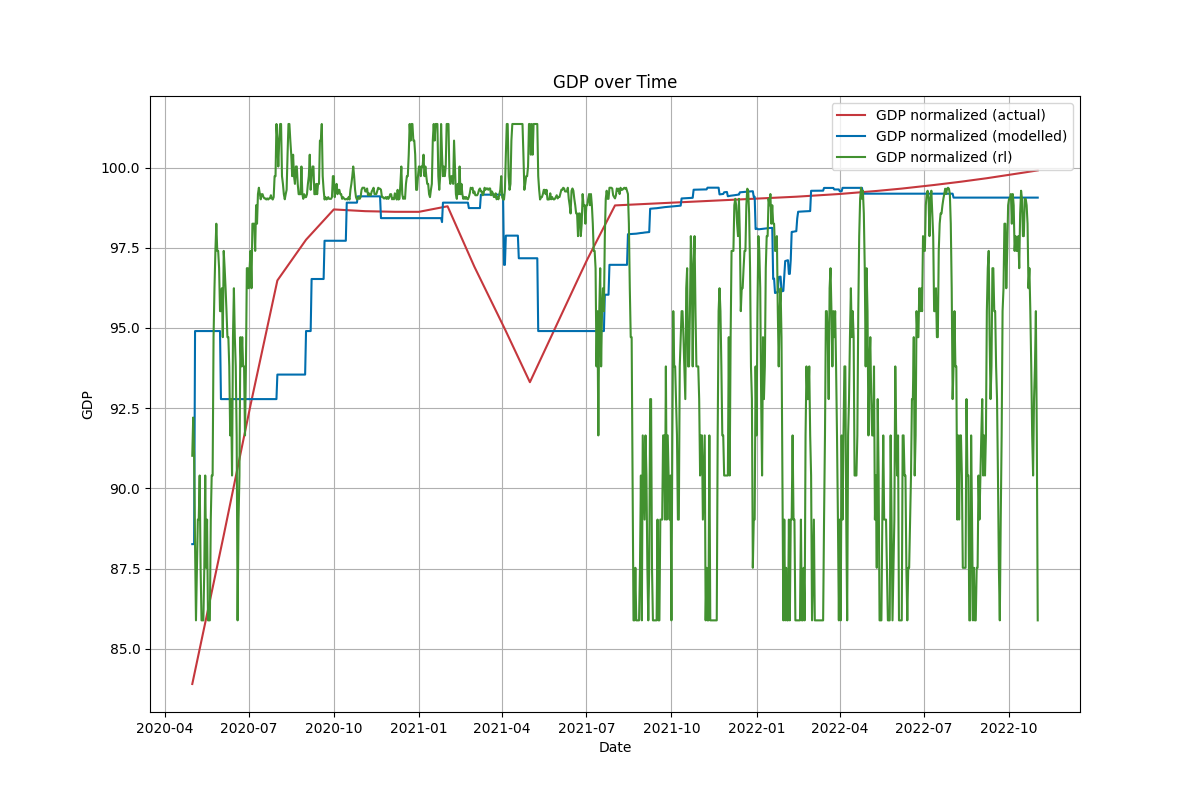 GDP over Time
GDP normalized (actual)
GDP normalized (modelled)
GDP normalized (rl)
GDP
100.0
97.5
95.0
92.5
90.0
87.5
85.0
2020-04 2020-07 2020-10 2021-01 2021-04 2021-07 2021-10 2022-01 2022-04 2022-07 2022-10
Date